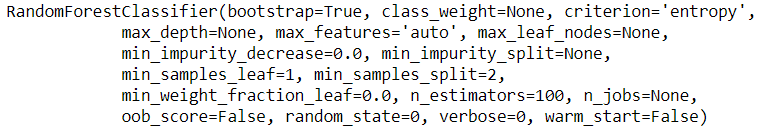 RandomForestClassifier(bootstrap=True, class_weight=None, criterion='entropy',
max_depth=None, max_features='auto', max_leaf_nodes=None,
min_impurity_decrease=0.0, min_impurity_split=None,
min_samples_leaf=1, min_samples_split=2,
min_weight_fraction_leaf=0.0, n_estimators=100, n_jobs=None,
oob_score=False, random_state=0, verbose=0, warm_start=False)